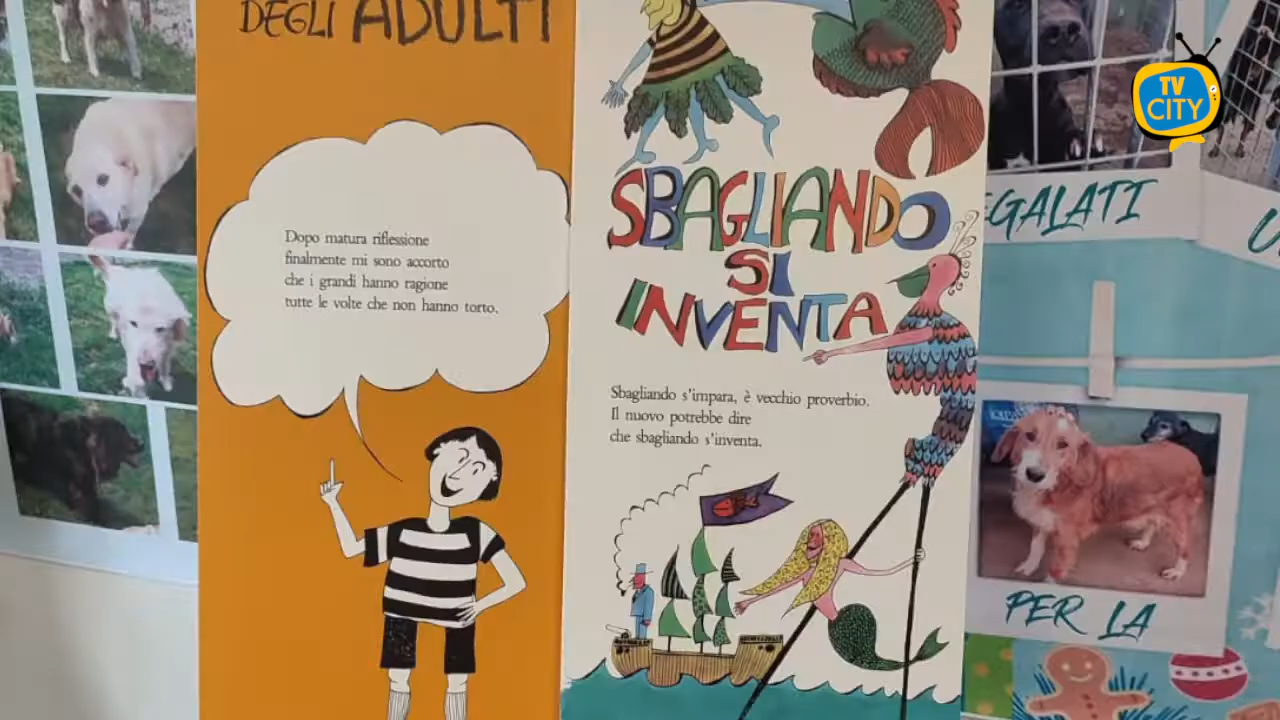 DEGLI ADULTI
Dopo matura riflessione
finalmente mi sono accorto
che i grandi hanno ragione
tutte le volte che non hanno torto.
SBAGLIANDO
SI
INVENTA
Sbagliando s'impara, è vecchio proverbio.
Il nuovo potrebbe dire
che sbagliando s'inventa.
TV
CITY
EGALATI
PER LA